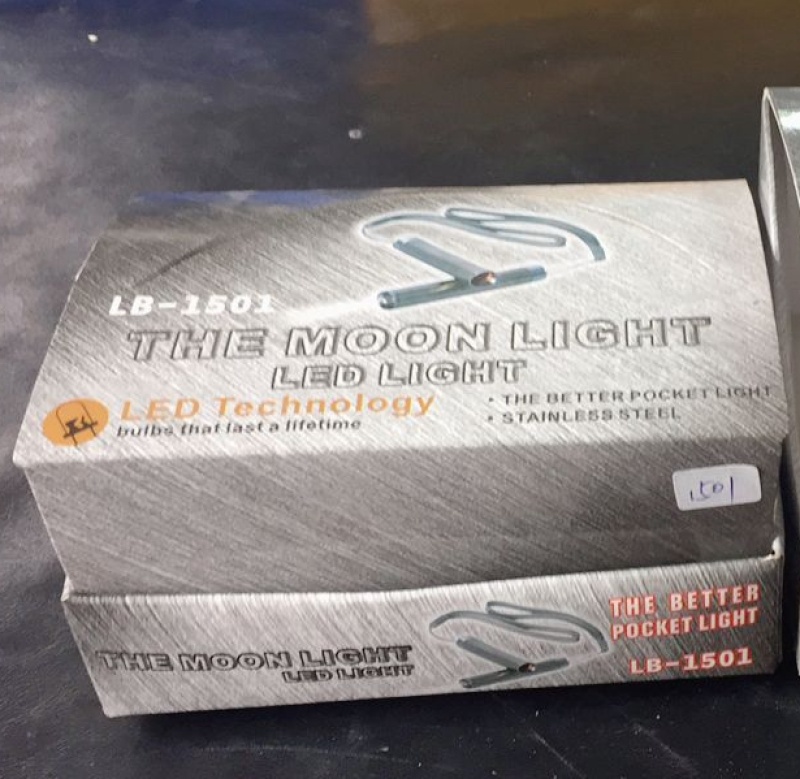 LB-1501
THE MOON LIGHT
LED LIGHT
LED Technology
bulbs that last a lifetime
• THE BETTER POCKET LIGHT
• STAINLESS STEEL
1501
THE MOON LIGHT
LED LIGHT
THE BETTER
POCKET LIGHT
LB-1501